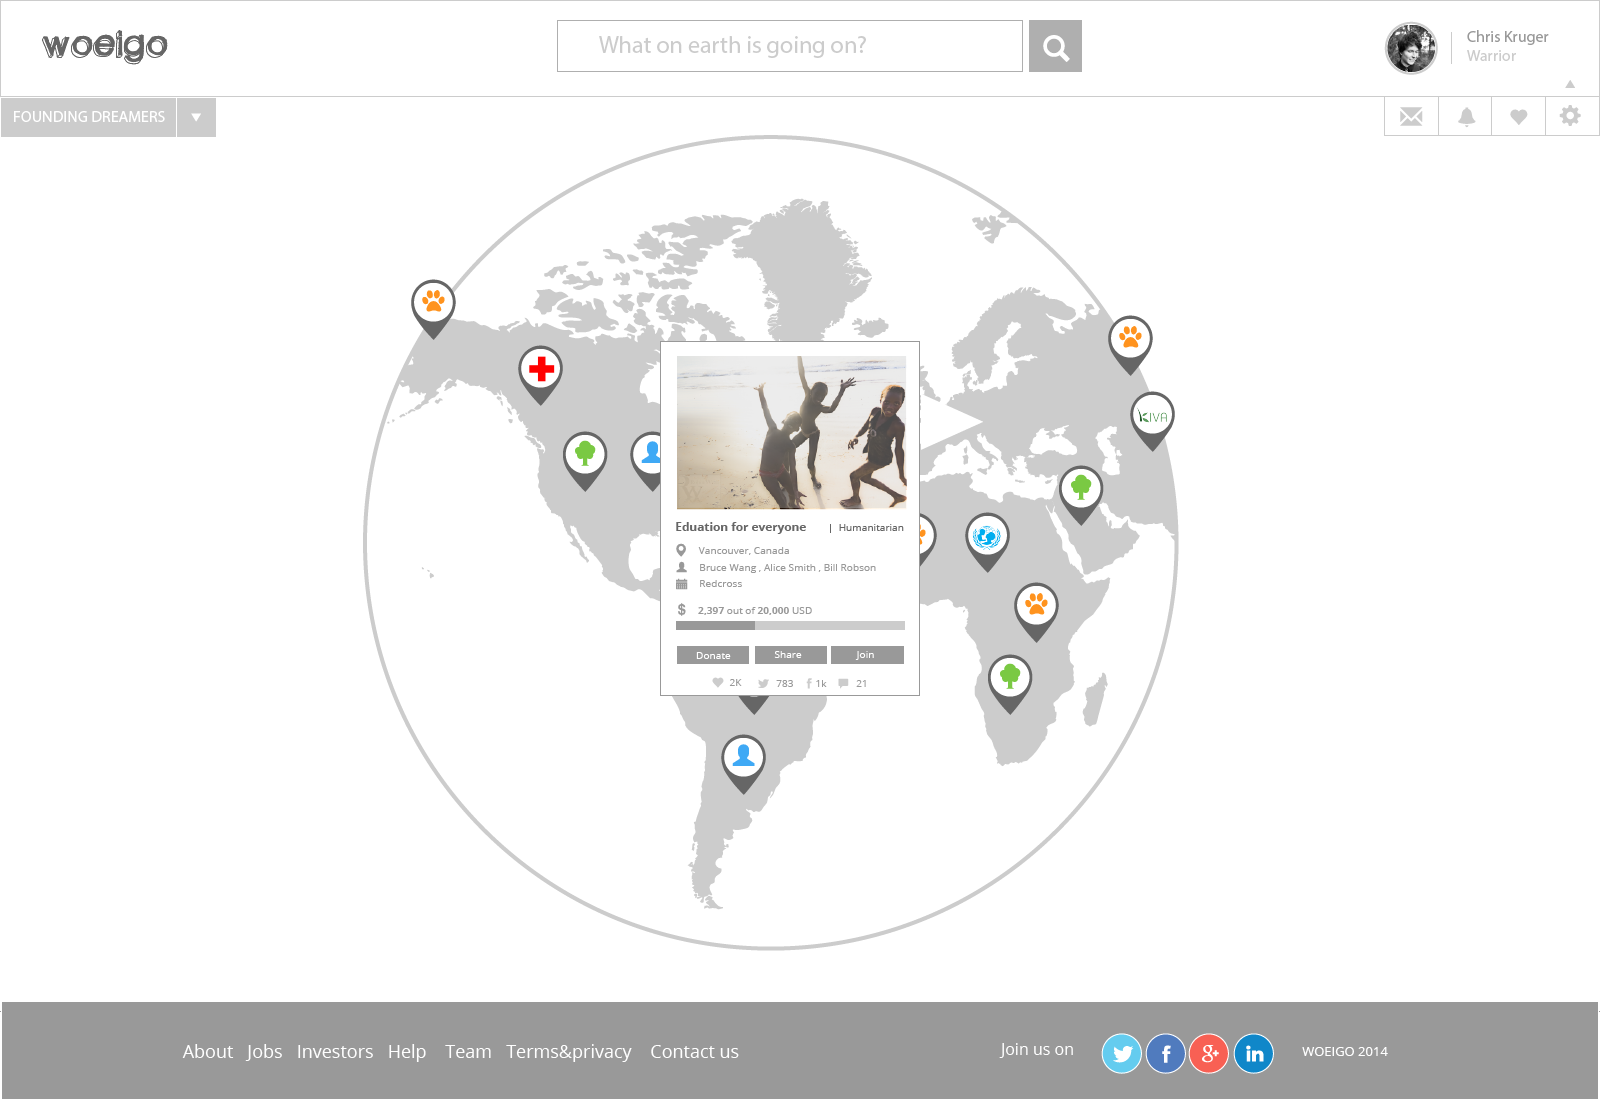 woeigo
What on earth is going on?
Chris Kruger
Warrior
FOUNDING DREAMERS
KIVA
Eduation for everyone | Humanitarian
Vancouver, Canada
Bruce Wang , Alice Smith , Bill Robson
Redcross
$ 2,397 out of 20,000 USD
Donate Share Join
2K 783 f 1k 21
About Jobs Investors Help Team Terms&privacy Contact us
Join us on f g+ in WOEIGO 2014